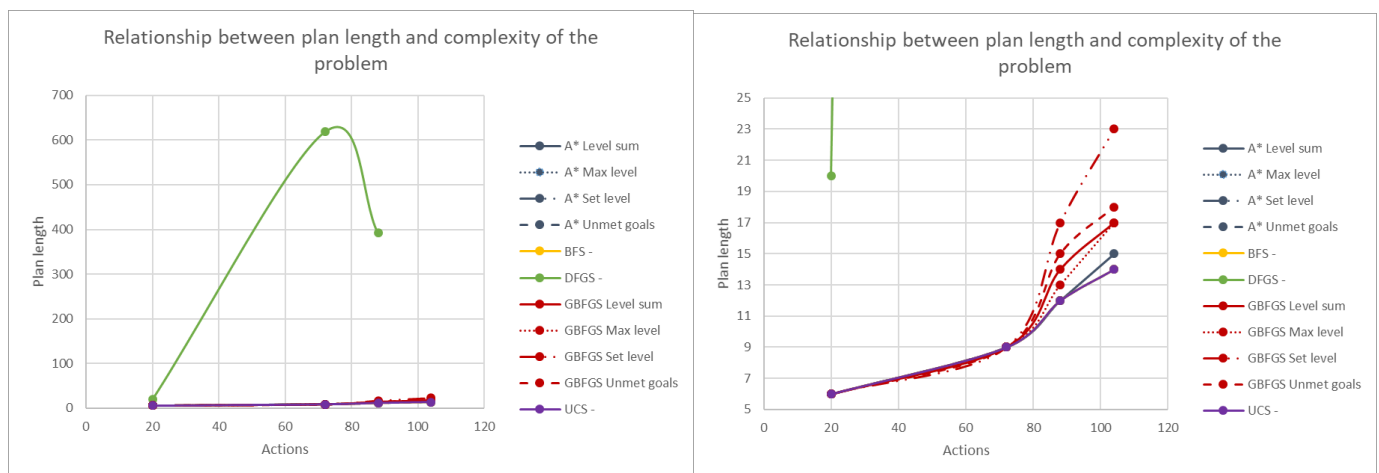 Relationship between plan length and complexity of the
problem
700
600
500
400
300
200
100
0
Plan length
0 20 40 60 80 100 120
Actions
A* Level sum
A* Max level
A* Set level
A* Unmet goals
BFS -
DFGS -
GBFGS Level sum
GBFGS Max level
GBFGS Set level
GBFGS Unmet goals
UCS -
Relationship between plan length and complexity of the
problem
25
23
21
19
17
15
13
11
9
7
5
Plan length
0 20 40 60 80 100 120
Actions
A* Level sum
A* Max level
A* Set level
A* Unmet goals
BFS -
DFGS -
GBFGS Level sum
GBFGS Max level
GBFGS Set level
GBFGS Unmet goals
UCS -